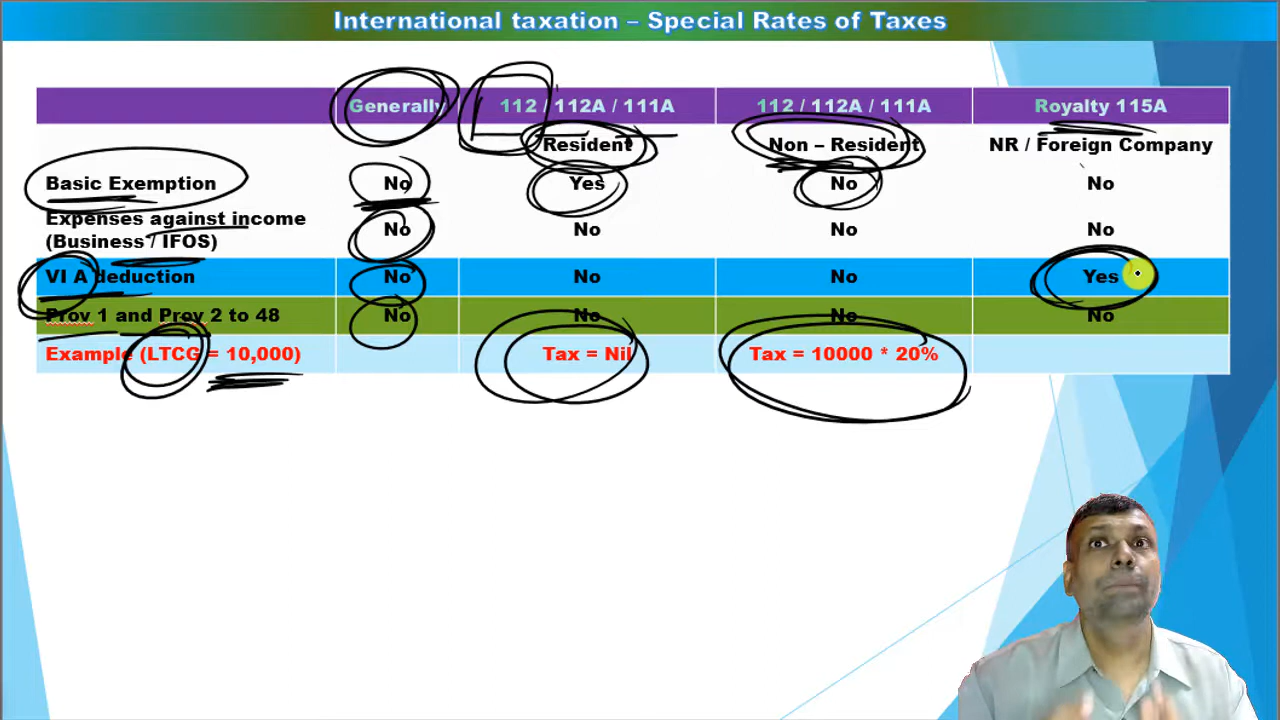 International taxation – Special Rates of Taxes
Generally 112 / 112A / 111A 112 / 112A / 111A Royalty 115A
Resident Non – Resident NR / Foreign Company
Basic Exemption No Yes No No
Expenses against income
(Business / IFOS) No No No No
VI A deduction No No No Yes
Prov 1 and Prov 2 to 48 No No No No
Example (LTCG = 10,000) Tax = Nil Tax = 10000 * 20%